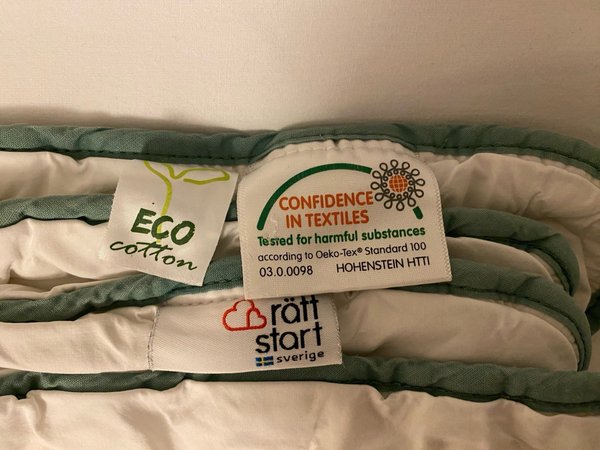 ECO
cotton
CONFIDENCE
IN TEXTILES
Tested for harmful substances
according to Oeko-Tex® Standard 100
03.0.0098 HOHENSTEIN HTTI
rätt
start
sverige